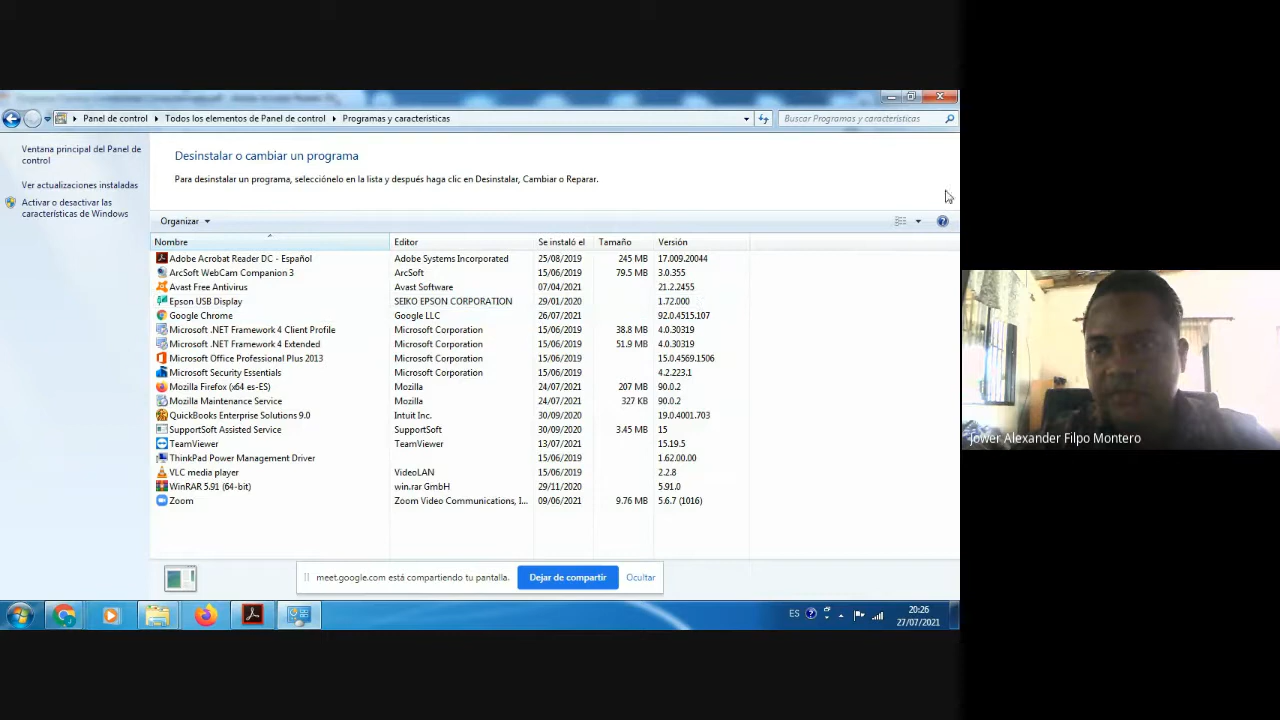 Panel de control Todos los elementos de Panel de control Programas y características
Buscar Programas y características
Ventana principal del Panel de control
Ver actualizaciones instaladas
Activar o desactivar las características de Windows
Desinstalar o cambiar un programa
Para desinstalar un programa, selecciónelo en la lista y después haga clic en Desinstalar, Cambiar o Reparar.
Organizar
Nombre Editor Se instaló el Tamaño Versión
Adobe Acrobat Reader DC - Español Adobe Systems Incorporated 25/08/2019 245 MB 17.009.20044
ArcSoft WebCam Companion 3 ArcSoft 15/06/2019 79.5 MB 3.0.355
Avast Free Antivirus Avast Software 07/04/2021 21.2.2455
Epson USB Display SEIKO EPSON CORPORATION 29/01/2020 1.72.000
Google Chrome Google LLC 26/07/2021 92.0.4515.107
Microsoft .NET Framework 4 Client Profile Microsoft Corporation 15/06/2019 38.8 MB 4.0.30319
Microsoft .NET Framework 4 Extended Microsoft Corporation 15/06/2019 51.9 MB 4.0.30319
Microsoft Office Professional Plus 2013 Microsoft Corporation 15/06/2019 15.0.4569.1506
Microsoft Security Essentials Microsoft Corporation 15/06/2019 4.2.223.1
Mozilla Firefox (x64 es-ES) Mozilla 24/07/2021 207 MB 90.0.2
Mozilla Maintenance Service Mozilla 24/07/2021 327 KB 90.0.2
QuickBooks Enterprise Solutions 9.0 Intuit Inc. 30/09/2020 19.0.4001.703
SupportSoft Assisted Service SupportSoft 30/09/2020 3.45 MB 15
TeamViewer TeamViewer 13/07/2021 15.19.5
ThinkPad Power Management Driver 15/06/2019 1.62.00.00
VLC media player VideoLAN 15/06/2019 2.2.8
WinRAR 5.91 (64-bit) win.rar GmbH 29/11/2020 5.91.0
Zoom Zoom Video Communications, I... 09/06/2021 9.76 MB 5.6.7 (1016)
meet.google.com está compartiendo tu pantalla. Dejar de compartir Ocultar
ES 20:26
27/07/2021
Jower Alexander Filpo Montero